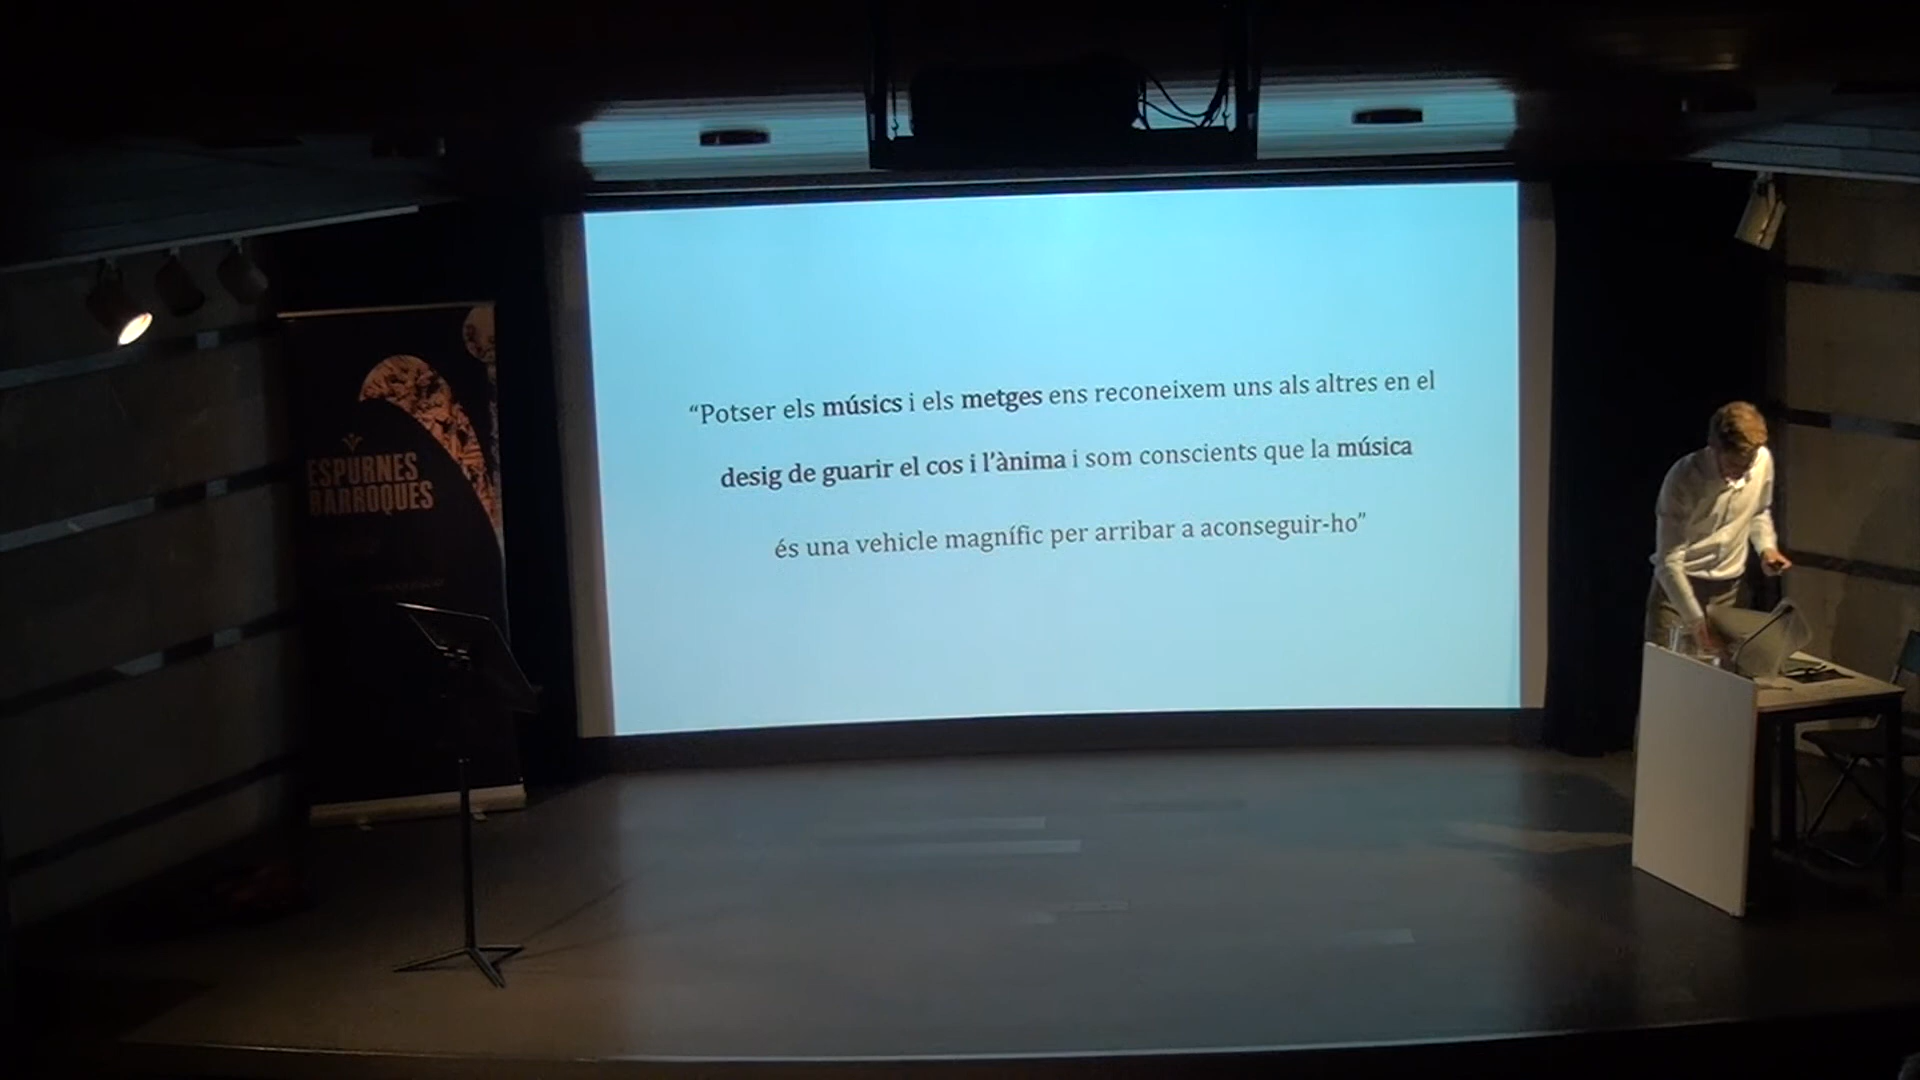 “Potser els músics i els metges ens reconeixem uns als altres en el
desig de guarir el cos i l’ànima i som conscients que la música
és una vehicle magnífic per arribar a aconseguir-ho”
ESPURNES
BARROQUES